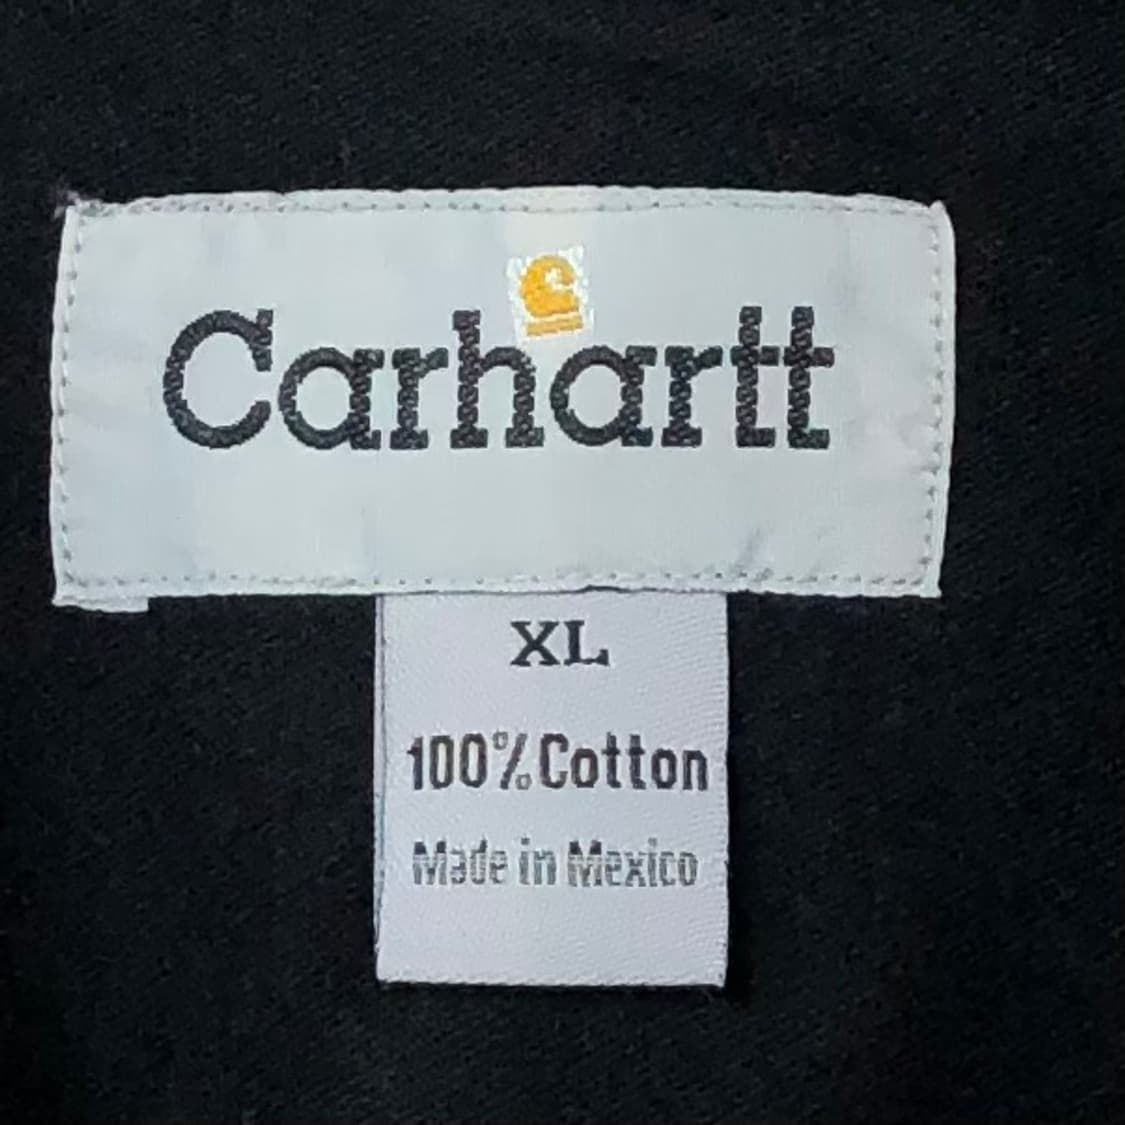 Carhartt
XL
100% Cotton
Made in Mexico